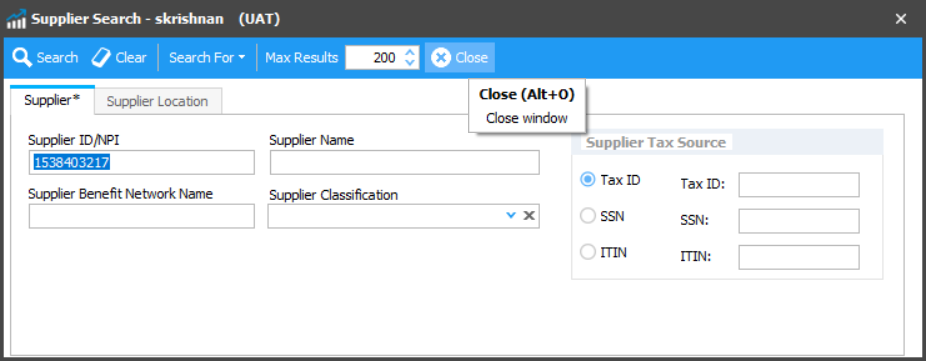 Supplier Search - skrishnan (UAT)
Search Clear Search For Max Results 200 Close
Close (Alt+O)
Close window
Supplier* Supplier Location
Supplier ID/NPI
1538403217
Supplier Name
Supplier Benefit Network Name
Supplier Classification
Supplier Tax Source
Tax ID Tax ID:
SSN SSN:
ITIN ITIN: